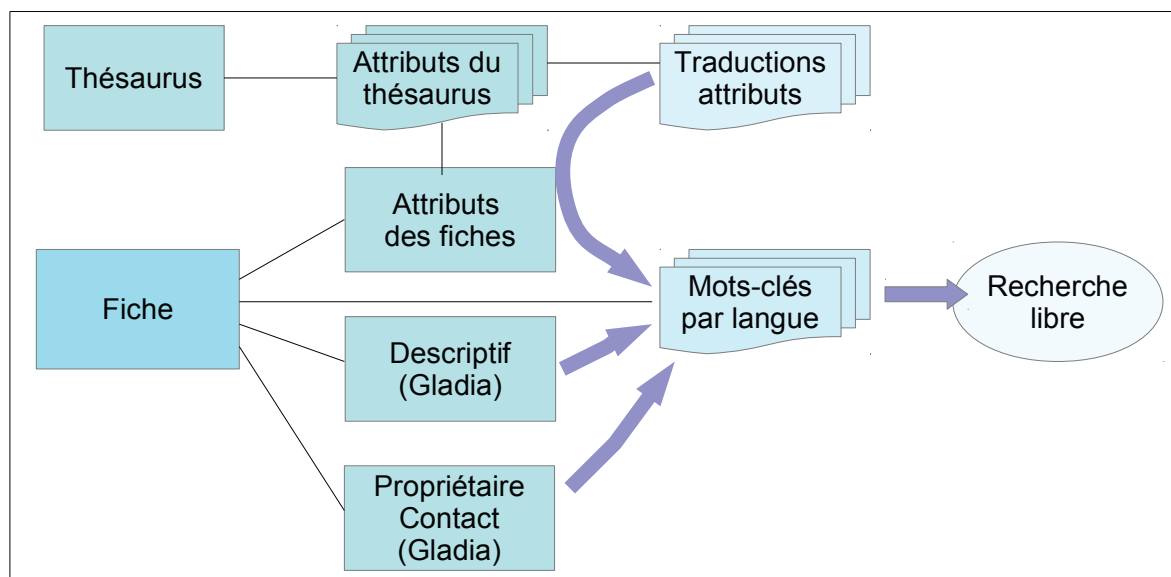 Thésaurus
Attributs du
thésaurus
Traductions
attributs
Attributs
des fiches
Fiche
Mots-clés
par langue
Recherche
libre
Descriptif
(Gladia)
Propriétaire
Contact
(Gladia)